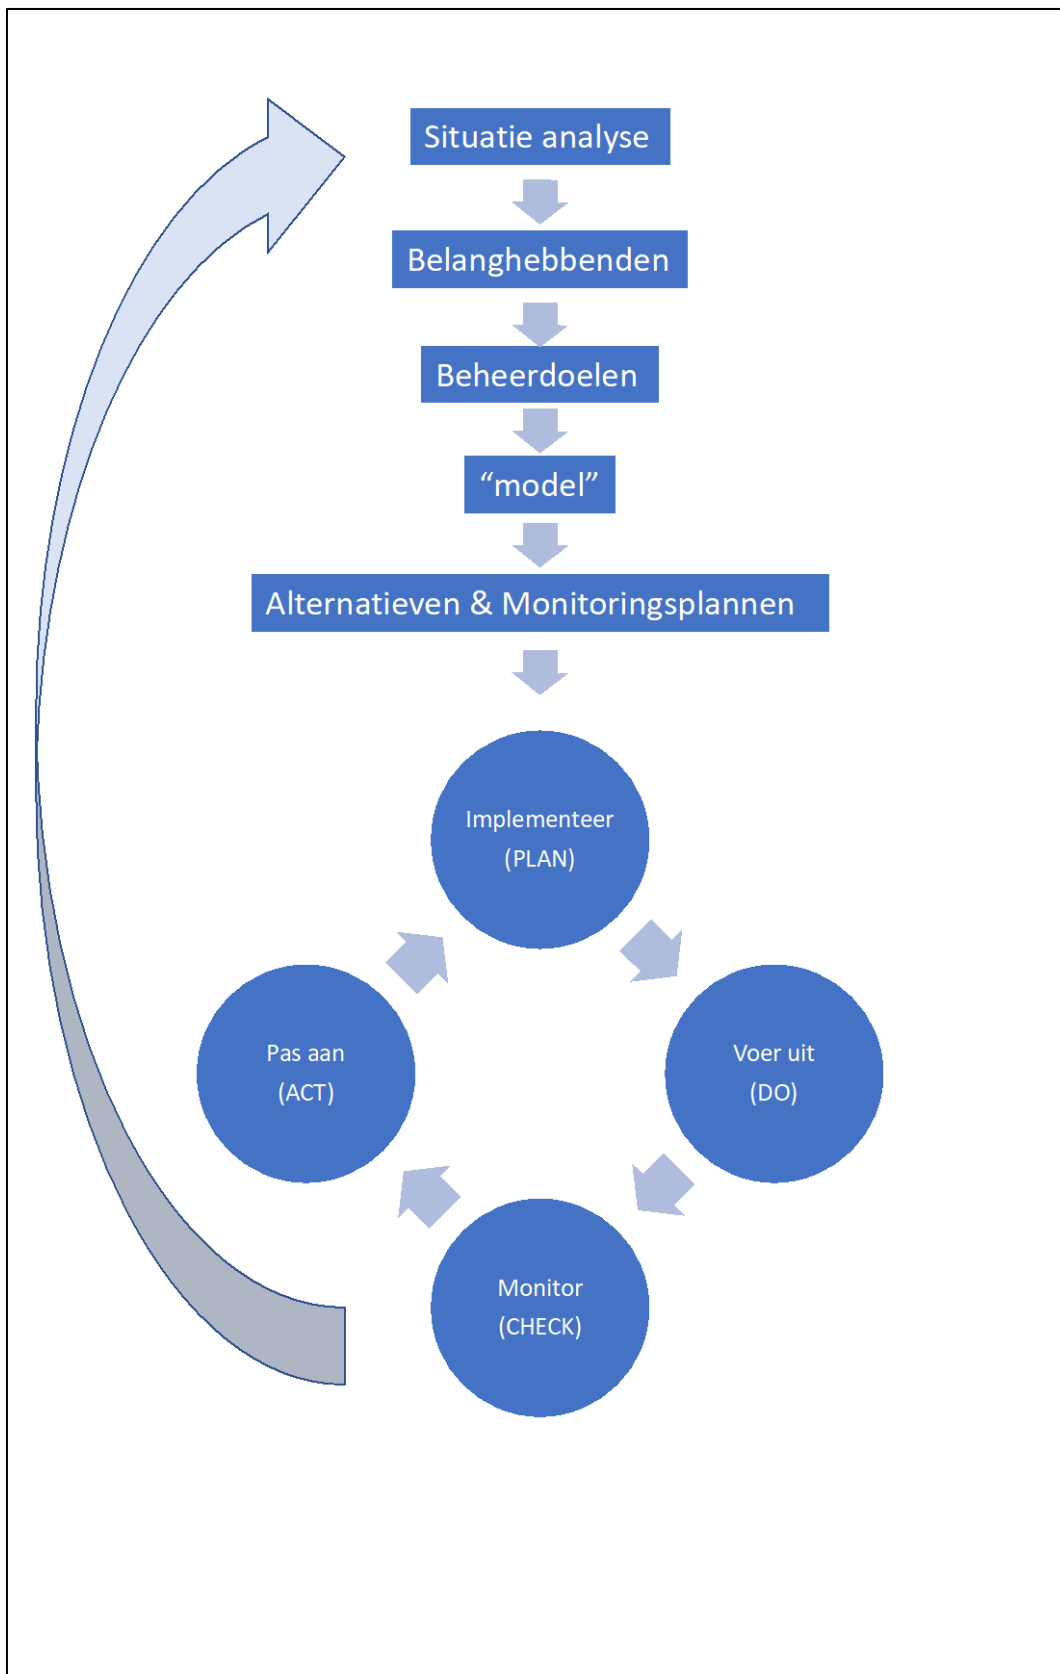 Situatie analyse
Belanghebbenden
Beheerdoelen
“model”
Alternatieven & Monitoringsplannen
Implementeer
(PLAN)
Voer uit
(DO)
Monitor
(CHECK)
Pas aan
(ACT)